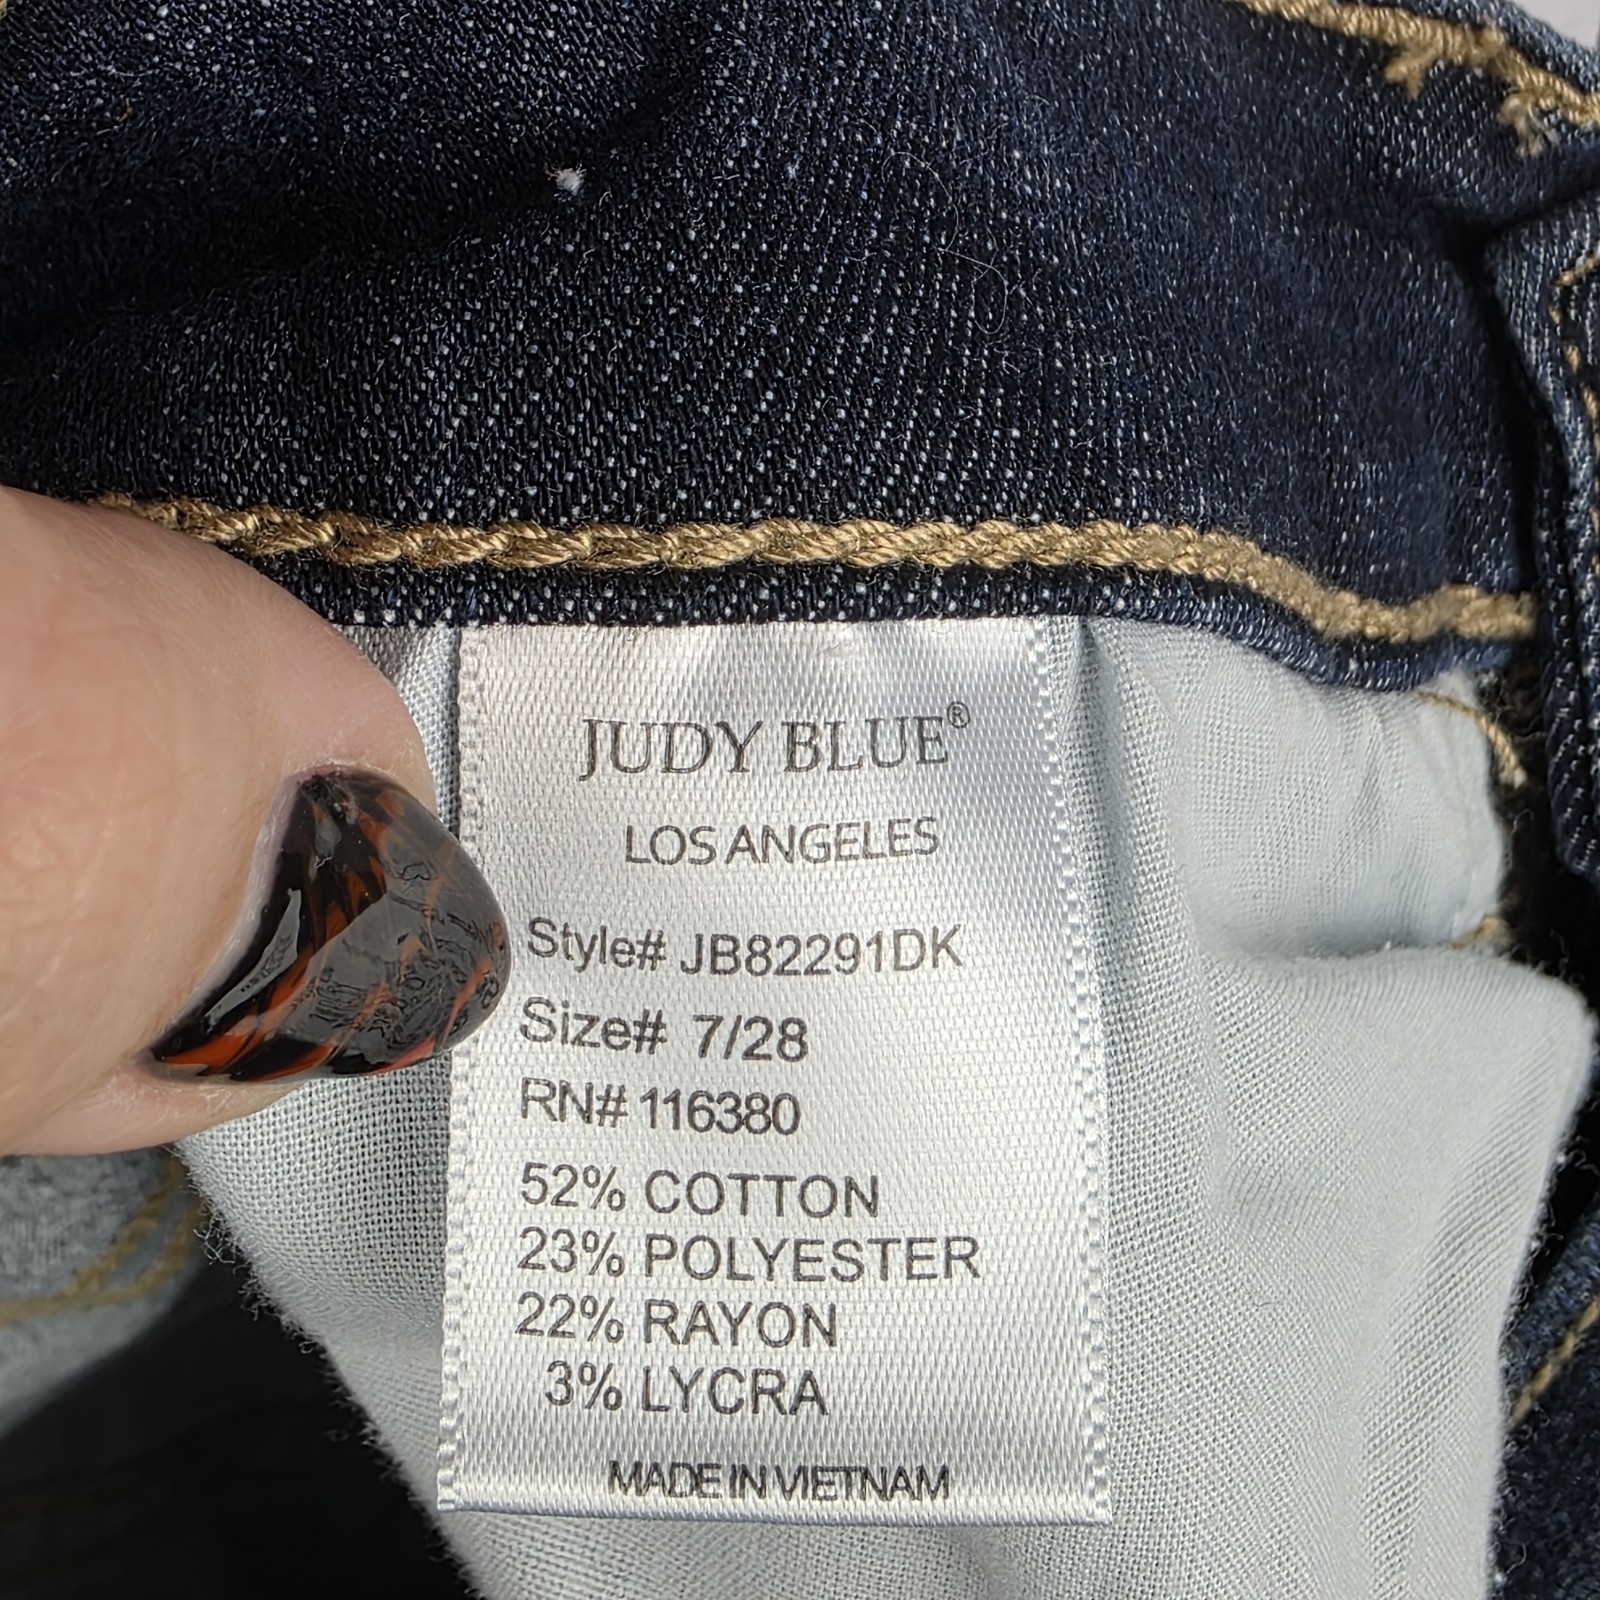 JUDY BLUE®
LOS ANGELES
Style# JB82291DK
Size# 7/28
RN# 116380
52% COTTON
23% POLYESTER
22% RAYON
3% LYCRA
MADE IN VIETNAM